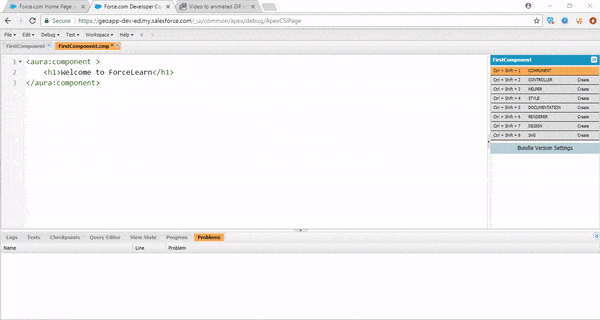 Force.com Home Page
Force.com Developer Co
Video to animated GIF c
Secure
https://geoapp-dev-ed.my.salesforce.com/_ui/common/apex/debug/ApexCSIPage
File Edit Debug Test Workspace Help < >
FirstComponent FirstComponent.cmp *
1 <aura:component >
2 <h1>Welcome to ForceLearn</h1>
3 </aura:component>
FirstComponent
Ctrl + Shift + 1 COMPONENT
Ctrl + Shift + 2 CONTROLLER Create
Ctrl + Shift + 3 HELPER Create
Ctrl + Shift + 4 STYLE Create
Ctrl + Shift + 5 DOCUMENTATION Create
Ctrl + Shift + 6 RENDERER Create
Ctrl + Shift + 7 DESIGN Create
Ctrl + Shift + 8 SVG Create
Bundle Version Settings
Logs Tests Checkpoints Query Editor View State Progress Problems
Name Line Problem